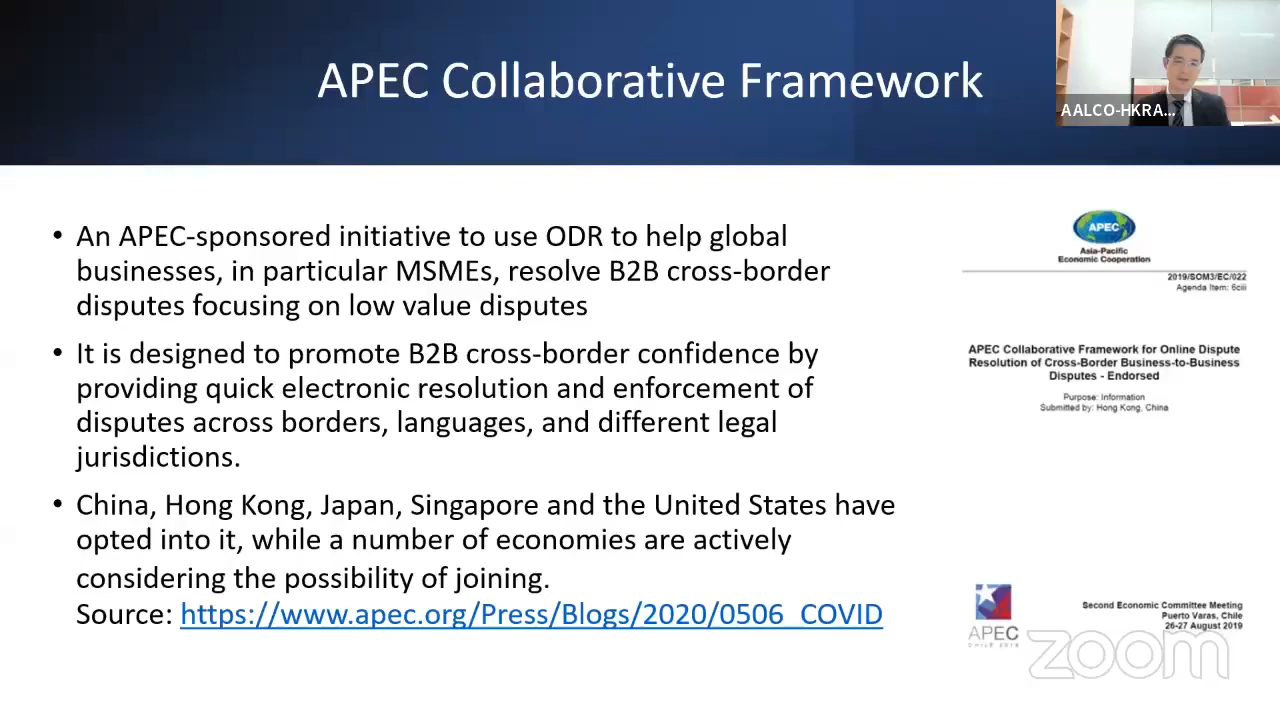 APEC Collaborative Framework
AALCO-HKRA...
• An APEC-sponsored initiative to use ODR to help global
businesses, in particular MSMEs, resolve B2B cross-border
disputes focusing on low value disputes
• It is designed to promote B2B cross-border confidence by
providing quick electronic resolution and enforcement of
disputes across borders, languages, and different legal
jurisdictions.
• China, Hong Kong, Japan, Singapore and the United States have
opted into it, while a number of economies are actively
considering the possibility of joining.
Source: https://www.apec.org/Press/Blogs/2020/0506_COVID
APEC
Asia-Pacific
Economic Cooperation
2019/SOM3/EC/022
Agenda Item: 6ciii
APEC Collaborative Framework for Online Dispute
Resolution of Cross-Border Business-to-Business
Disputes - Endorsed
Purpose: Information
Submitted by: Hong Kong, China
APEC
CHILE 2019
Second Economic Committee Meeting
Puerto Varas, Chile
26-27 August 2019
zoom